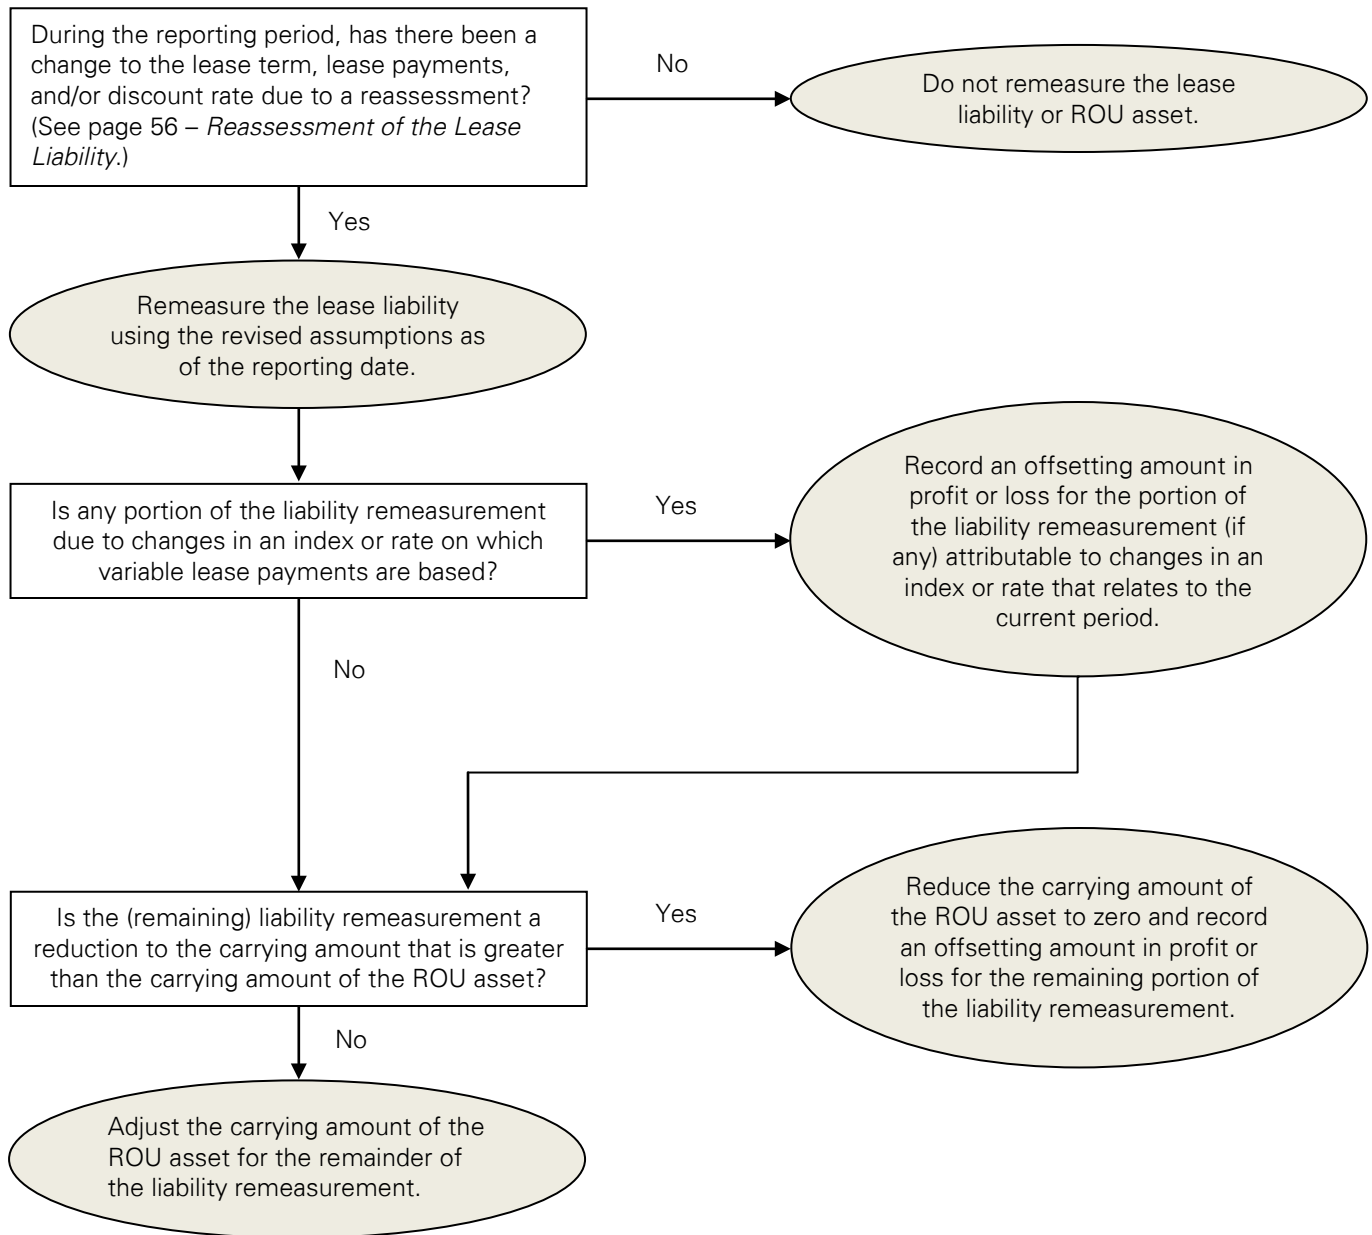 During the reporting period, has there been a
change to the lease term, lease payments,
and/or discount rate due to a reassessment?
(See page 56 – Reassessment of the Lease
Liability.)
No
Do not remeasure the lease
liability or ROU asset.
Yes
Remeasure the lease liability
using the revised assumptions as
of the reporting date.
Is any portion of the liability remeasurement
due to changes in an index or rate on which
variable lease payments are based?
Yes
Record an offsetting amount in
profit or loss for the portion of
the liability remeasurement (if
any) attributable to changes in an
index or rate that relates to the
current period.
No
Is the (remaining) liability remeasurement a
reduction to the carrying amount that is greater
than the carrying amount of the ROU asset?
Yes
Reduce the carrying amount of
the ROU asset to zero and record
an offsetting amount in profit or
loss for the remaining portion of
the liability remeasurement.
No
Adjust the carrying amount of the
ROU asset for the remainder of
the liability remeasurement.